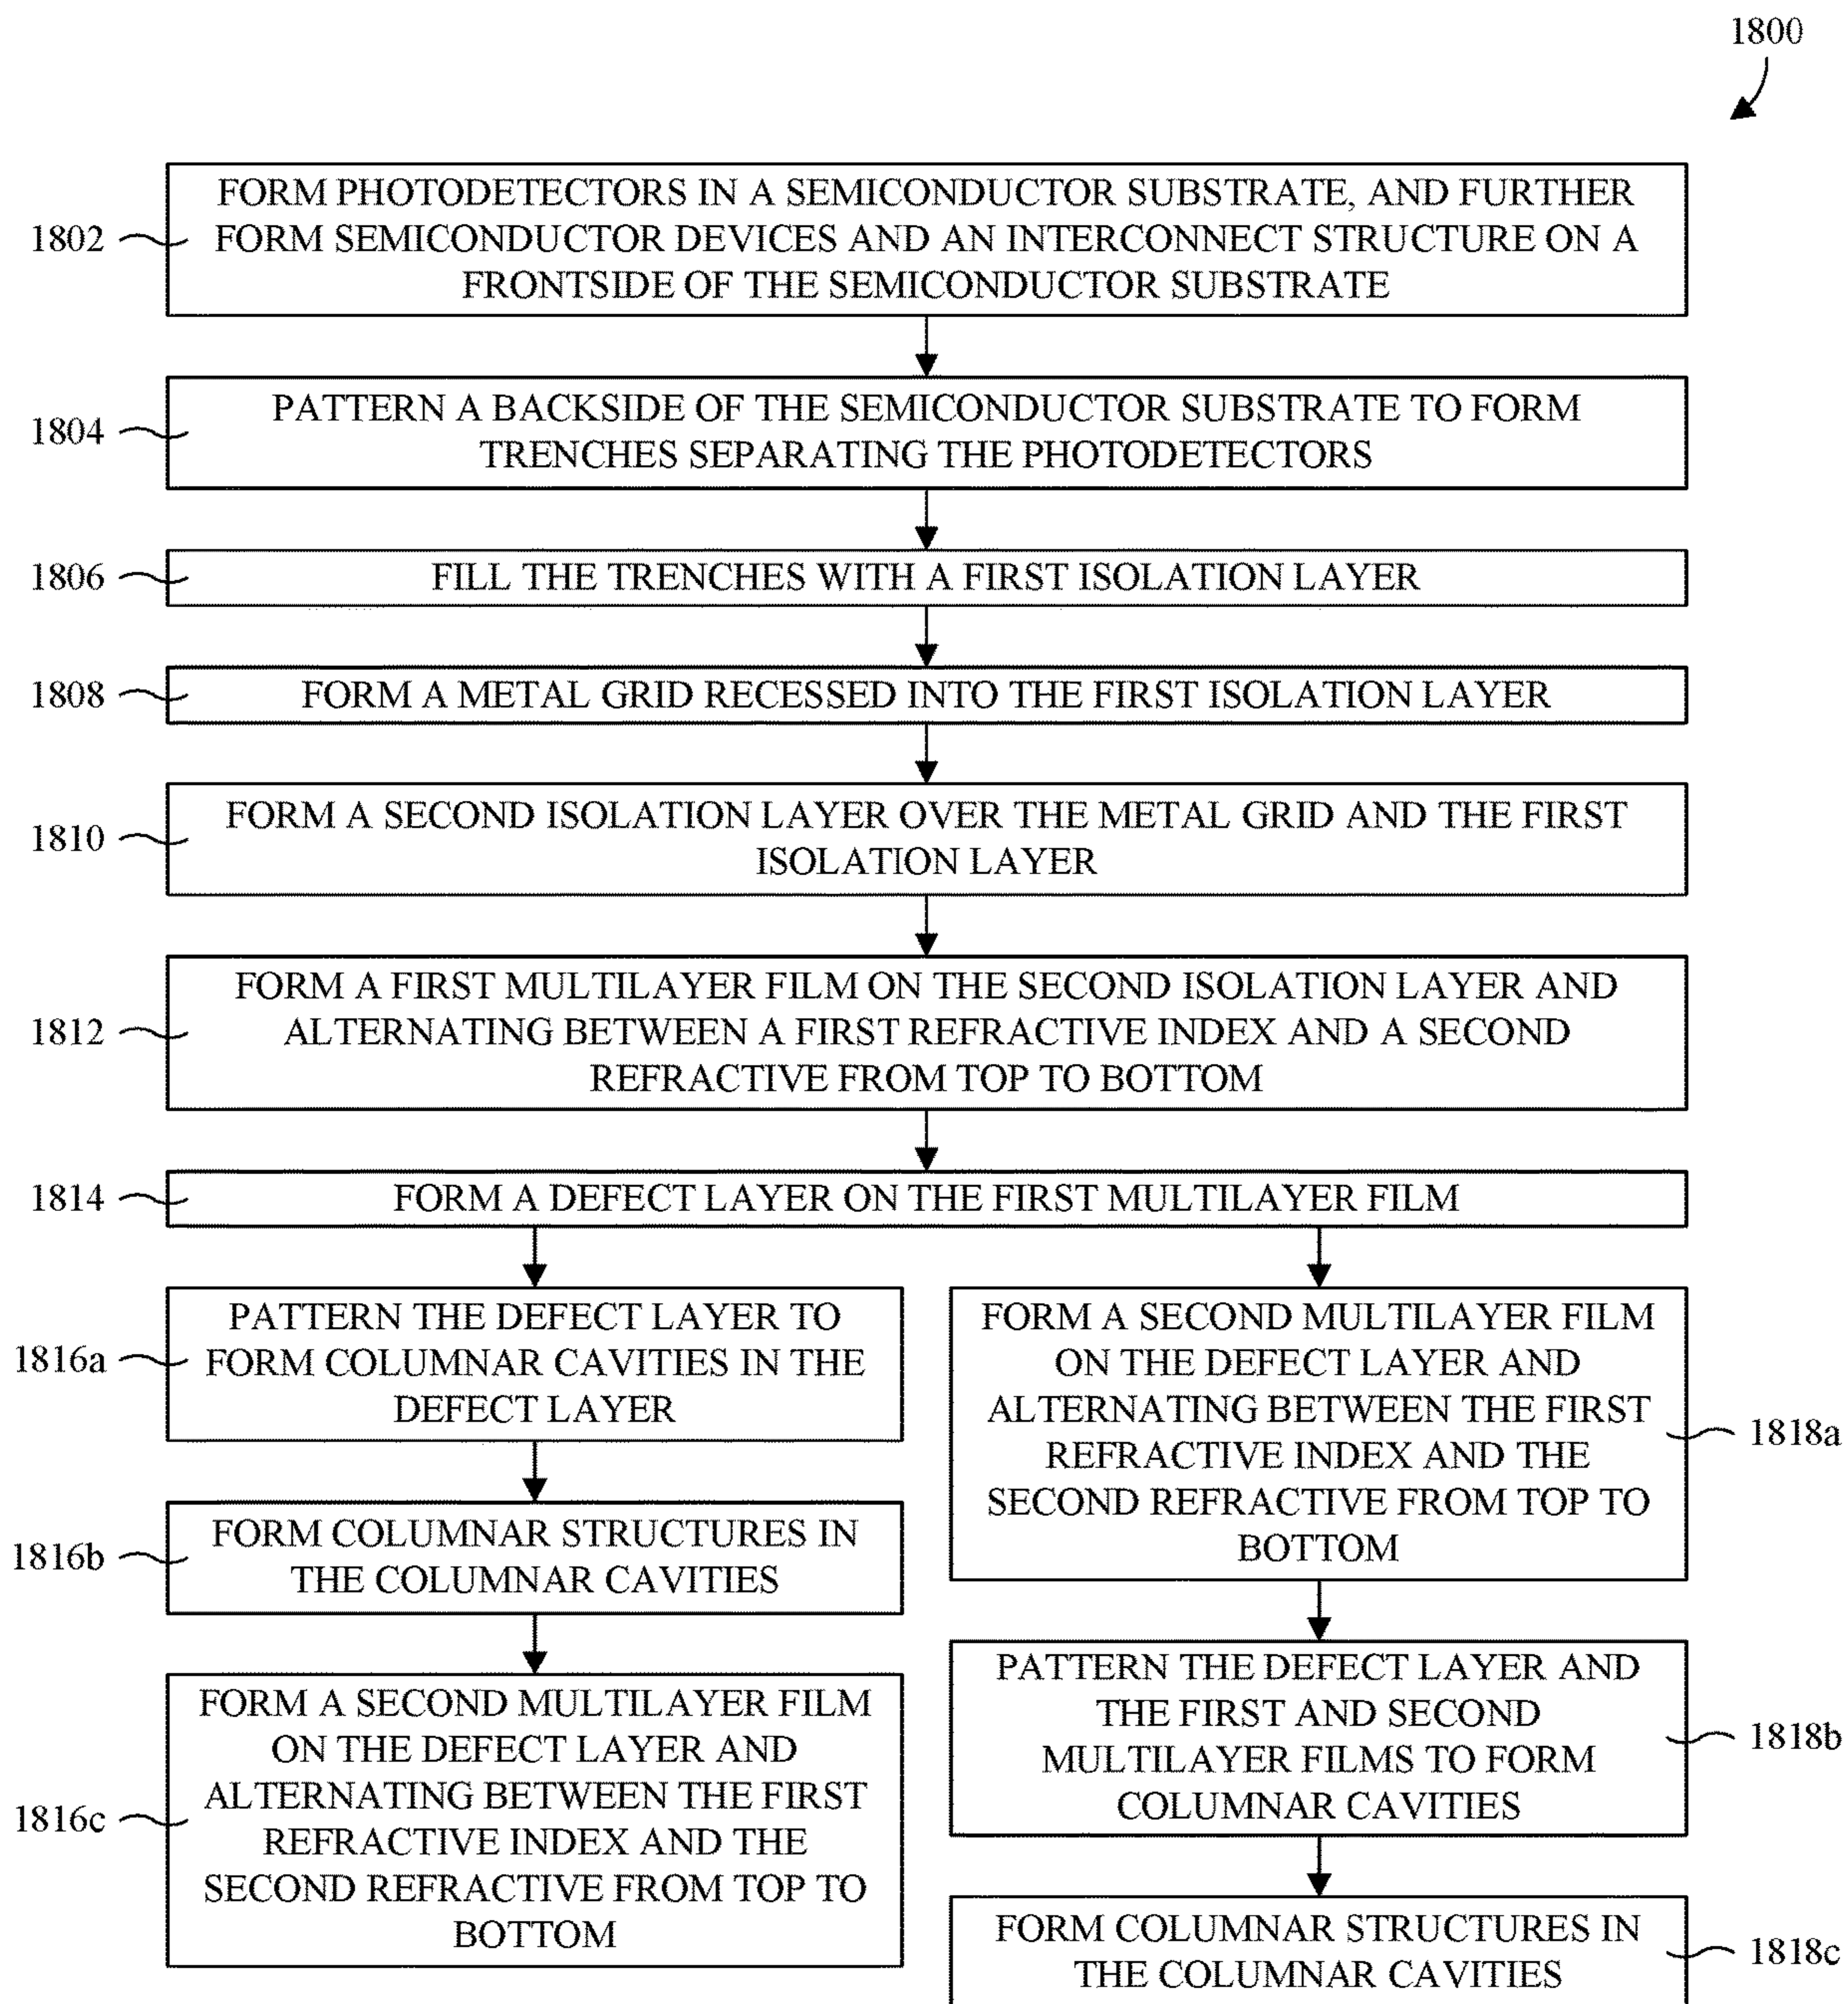 1800
1802
FORM PHOTODETECTORS IN A SEMICONDUCTOR SUBSTRATE, AND FURTHER
FORM SEMICONDUCTOR DEVICES AND AN INTERCONNECT STRUCTURE ON A
FRONTSIDE OF THE SEMICONDUCTOR SUBSTRATE
1804
PATTERN A BACKSIDE OF THE SEMICONDUCTOR SUBSTRATE TO FORM
TRENCHES SEPARATING THE PHOTODETECTORS
1806
FILL THE TRENCHES WITH A FIRST ISOLATION LAYER
1808
FORM A METAL GRID RECESSED INTO THE FIRST ISOLATION LAYER
1810
FORM A SECOND ISOLATION LAYER OVER THE METAL GRID AND THE FIRST
ISOLATION LAYER
1812
FORM A FIRST MULTILAYER FILM ON THE SECOND ISOLATION LAYER AND
ALTERNATING BETWEEN A FIRST REFRACTIVE INDEX AND A SECOND
REFRACTIVE FROM TOP TO BOTTOM
1814
FORM A DEFECT LAYER ON THE FIRST MULTILAYER FILM
1816a
PATTERN THE DEFECT LAYER TO
FORM COLUMNAR CAVITIES IN THE
DEFECT LAYER
1816b
FORM COLUMNAR STRUCTURES IN
THE COLUMNAR CAVITIES
1816c
FORM A SECOND MULTILAYER FILM
ON THE DEFECT LAYER AND
ALTERNATING BETWEEN THE FIRST
REFRACTIVE INDEX AND THE
SECOND REFRACTIVE FROM TOP TO
BOTTOM
FORM A SECOND MULTILAYER FILM
ON THE DEFECT LAYER AND
ALTERNATING BETWEEN THE FIRST
REFRACTIVE INDEX AND THE
SECOND REFRACTIVE FROM TOP TO
BOTTOM
1818a
PATTERN THE DEFECT LAYER AND
THE FIRST AND SECOND
MULTILAYER FILMS TO FORM
COLUMNAR CAVITIES
1818b
FORM COLUMNAR STRUCTURES IN
THE COLUMNAR CAVITIES
1818c